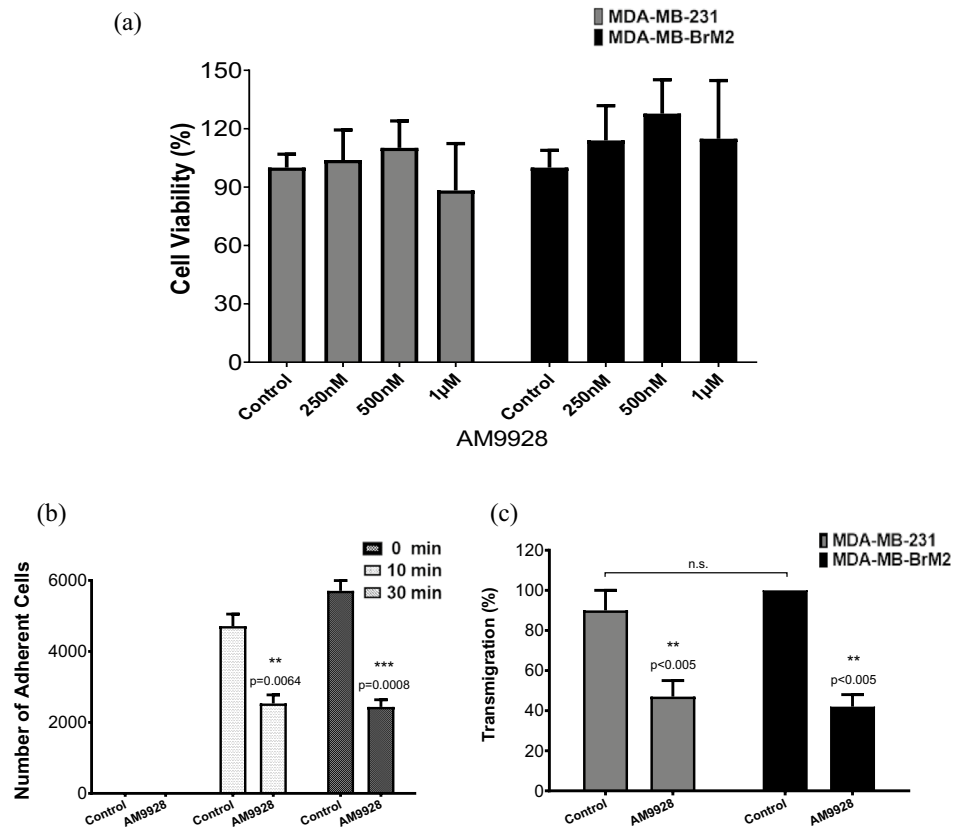 (a)
MDA-MB-231
MDA-MB-BrM2
Cell Viability (%)
150
120
90
60
30
0
Control
250nM
500nM
1µM
Control
250nM
500nM
1µM
AM9928
(b)
0 min
10 min
30 min
Number of Adherent Cells
6000
4000
2000
0
**
p=0.0064
***
p=0.0008
Control
AM9928
Control
AM9928
Control
AM9928
(c)
MDA-MB-231
MDA-MB-BrM2
Transmigration (%)
120
100
80
60
40
20
0
n.s.
**
p<0.005
**
p<0.005
Control
AM9928
Control
AM9928